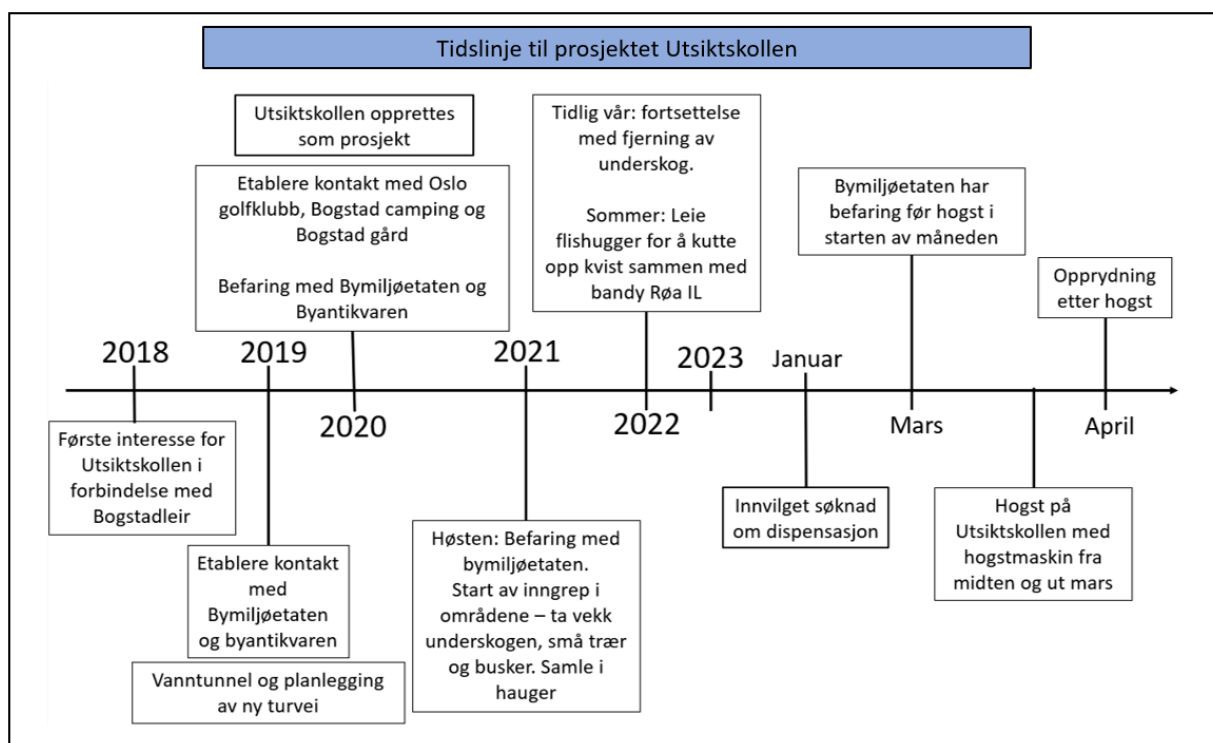 Tidslinje til prosjektet Utsiktskollen
Utsiktskollen opprettes
som prosjekt
Etablere kontakt med Oslo
golfklubb, Bogstad camping og
Bogstad gård
Befaring med Bymiljøetaten og
Byantikvaren
Tidlig vår: fortsettelse
med fjerning av
underskog.
Sommer: Leie
flishugger for å kutte
opp kvist sammen med
bandy Røa IL
Bymiljøetaten har
befaring før hogst i
starten av måneden
Opprydning
etter hogst
2018
2019
2021
2023
Januar
2020
2022
Mars
April
Første interesse for
Utsiktskollen i
forbindelse med
Bogstadleir
Etablere kontakt
med
Bymiljøetaten
og byantikvaren
Vanntunnel og planlegging
av ny turvei
Høsten: Befaring med
bymiljøetaten.
Start av inngrep i
områdene – ta vekk
underskogen, små trær
og busker. Samle i
hauger
Innvilget søknad
om dispensasjon
Hogst på
Utsiktskollen med
hogstmaskin fra
midten og ut mars